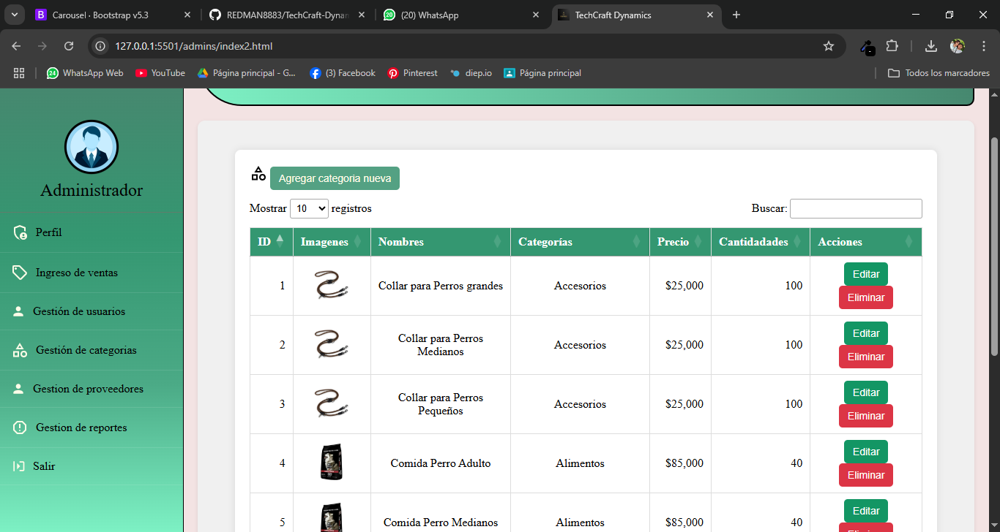 Carousel · Bootstrap v5.3
REDMAN8883/TechCraft-Dynan
(20) WhatsApp
TechCraft Dynamics
127.0.0.1:5501/admins/index2.html
WhatsApp Web
YouTube
Página principal - G...
(3) Facebook
Pinterest
diep.io
Página principal
Todos los marcadores
Administrador
Perfil
Ingreso de ventas
Gestión de usuarios
Gestión de categorias
Gestion de proveedores
Gestion de reportes
Salir
Agregar categoria nueva
Mostrar 10 registros
Buscar:
ID Imagenes Nombres Categorías Precio Cantidadades Acciones
1 Collar para Perros grandes Accesorios $25,000 100 Editar
Eliminar
2 Collar para Perros
Medianos Accesorios $25,000 100 Editar
Eliminar
3 Collar para Perros
Pequeños Accesorios $25,000 100 Editar
Eliminar
4 Comida Perro Adulto Alimentos $85,000 40 Editar
Eliminar
5 Comida Perro Medianos Alimentos $85,000 40 Editar
Eliminar